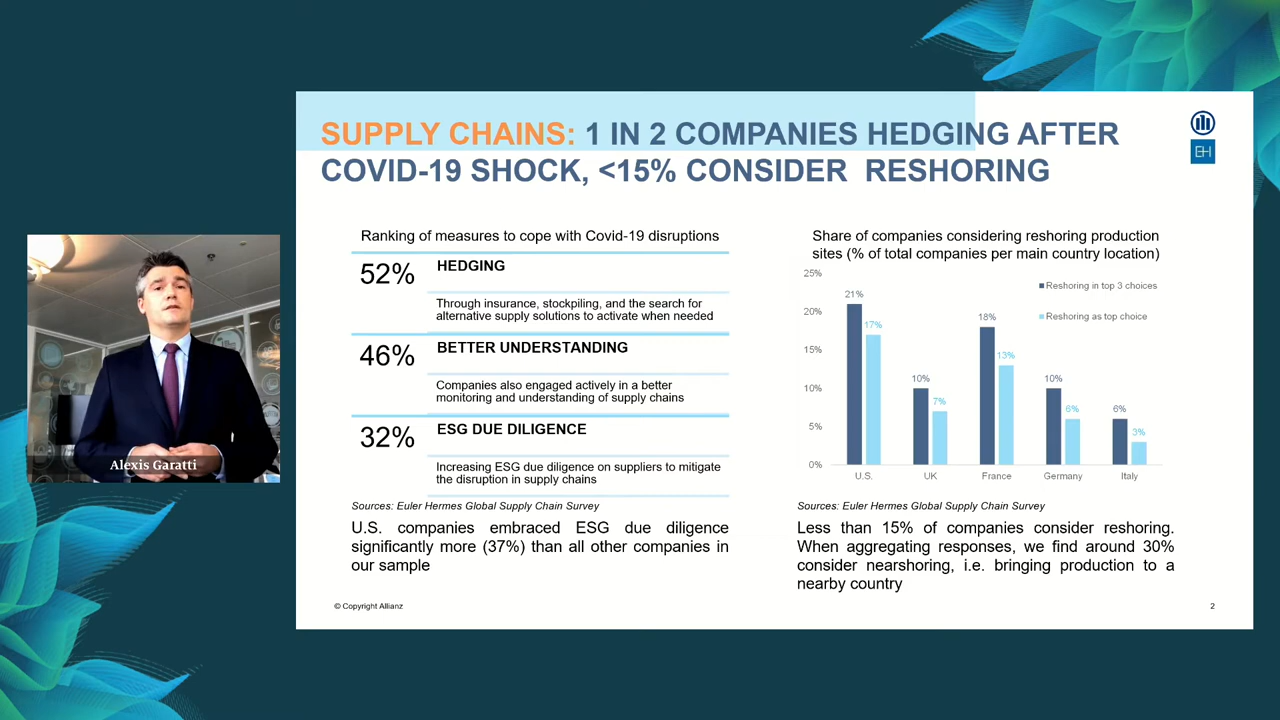 SUPPLY CHAINS: 1 IN 2 COMPANIES HEDGING AFTER
COVID-19 SHOCK, <15% CONSIDER RESHORING
EH
Ranking of measures to cope with Covid-19 disruptions
52%
HEDGING
Through insurance, stockpiling, and the search for
alternative supply solutions to activate when needed
46%
BETTER UNDERSTANDING
Companies also engaged actively in a better
monitoring and understanding of supply chains
32%
ESG DUE DILIGENCE
Increasing ESG due diligence on suppliers to mitigate
the disruption in supply chains
Sources: Euler Hermes Global Supply Chain Survey
U.S. companies embraced ESG due diligence
significantly more (37%) than all other companies in
our sample
Share of companies considering reshoring production
sites (% of total companies per main country location)
25%
20%
15%
10%
5%
0%
Reshoring in top 3 choices
Reshoring as top choice
21%
17%
10%
7%
18%
13%
10%
6%
6%
3%
U.S.
UK
France
Germany
Italy
Sources: Euler Hermes Global Supply Chain Survey
Less than 15% of companies consider reshoring.
When aggregating responses, we find around 30%
consider nearshoring, i.e. bringing production to a
nearby country
© Copyright Allianz
2
Alexis Garatti